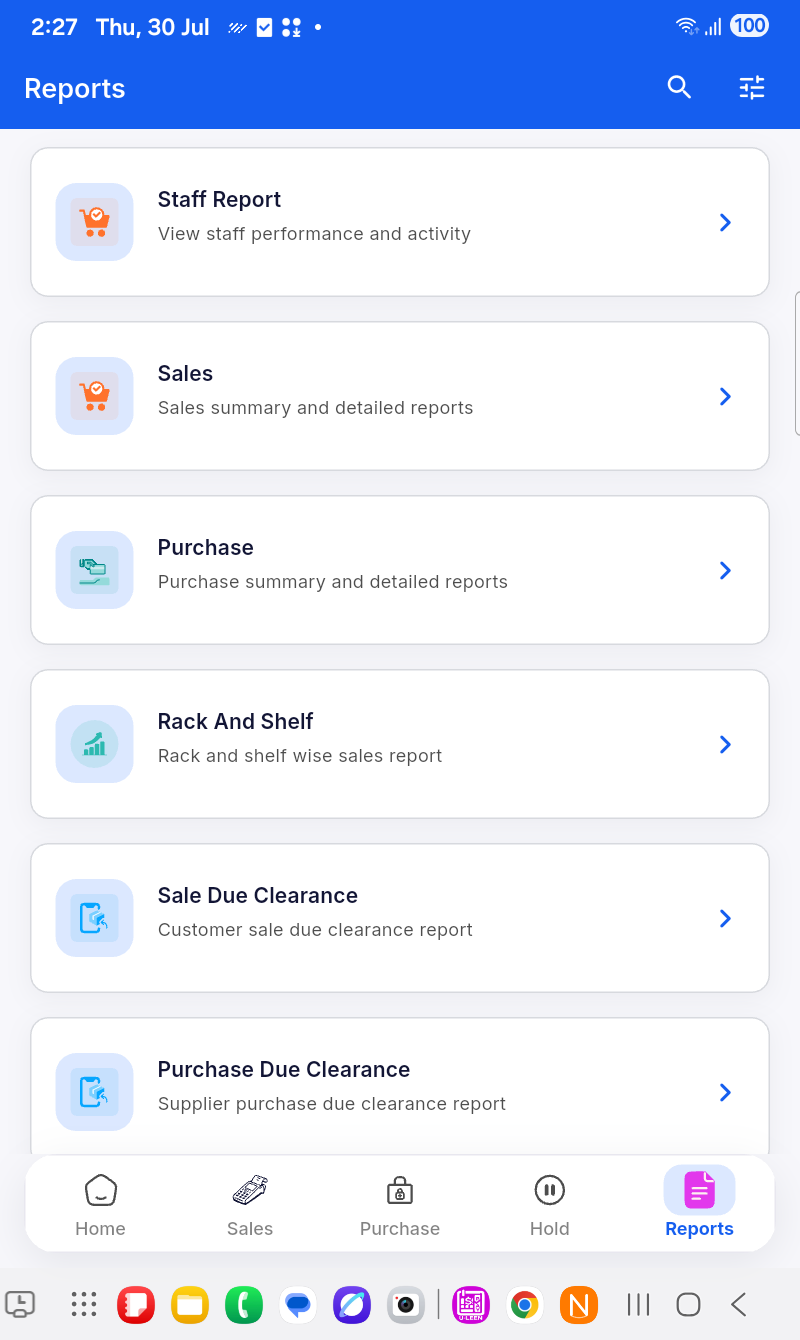 2:27 Thu, 30 Jul 100
Reports
Staff Report
View staff performance and activity
Sales
Sales summary and detailed reports
Purchase
Purchase summary and detailed reports
Rack And Shelf
Rack and shelf wise sales report
Sale Due Clearance
Customer sale due clearance report
Purchase Due Clearance
Supplier purchase due clearance report
Home Sales Purchase Hold Reports
U-LEEN